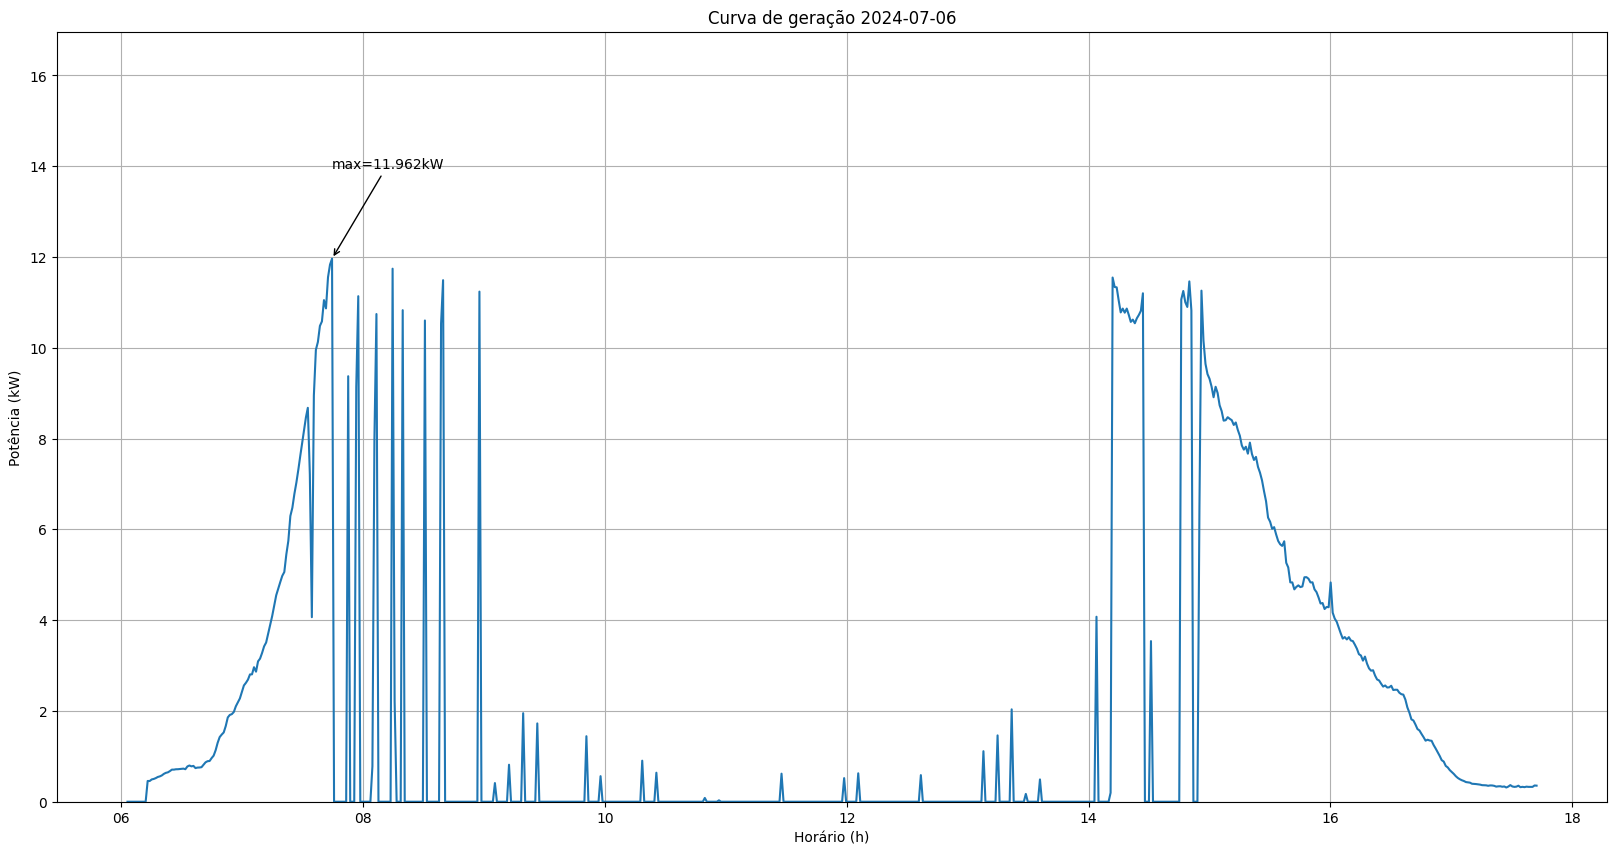 Curva de geração 2024-07-06
16
14
12
10
8
6
4
2
0
max=11.962kW
Potência (kW)
06 08 10 12 14 16 18
Horário (h)